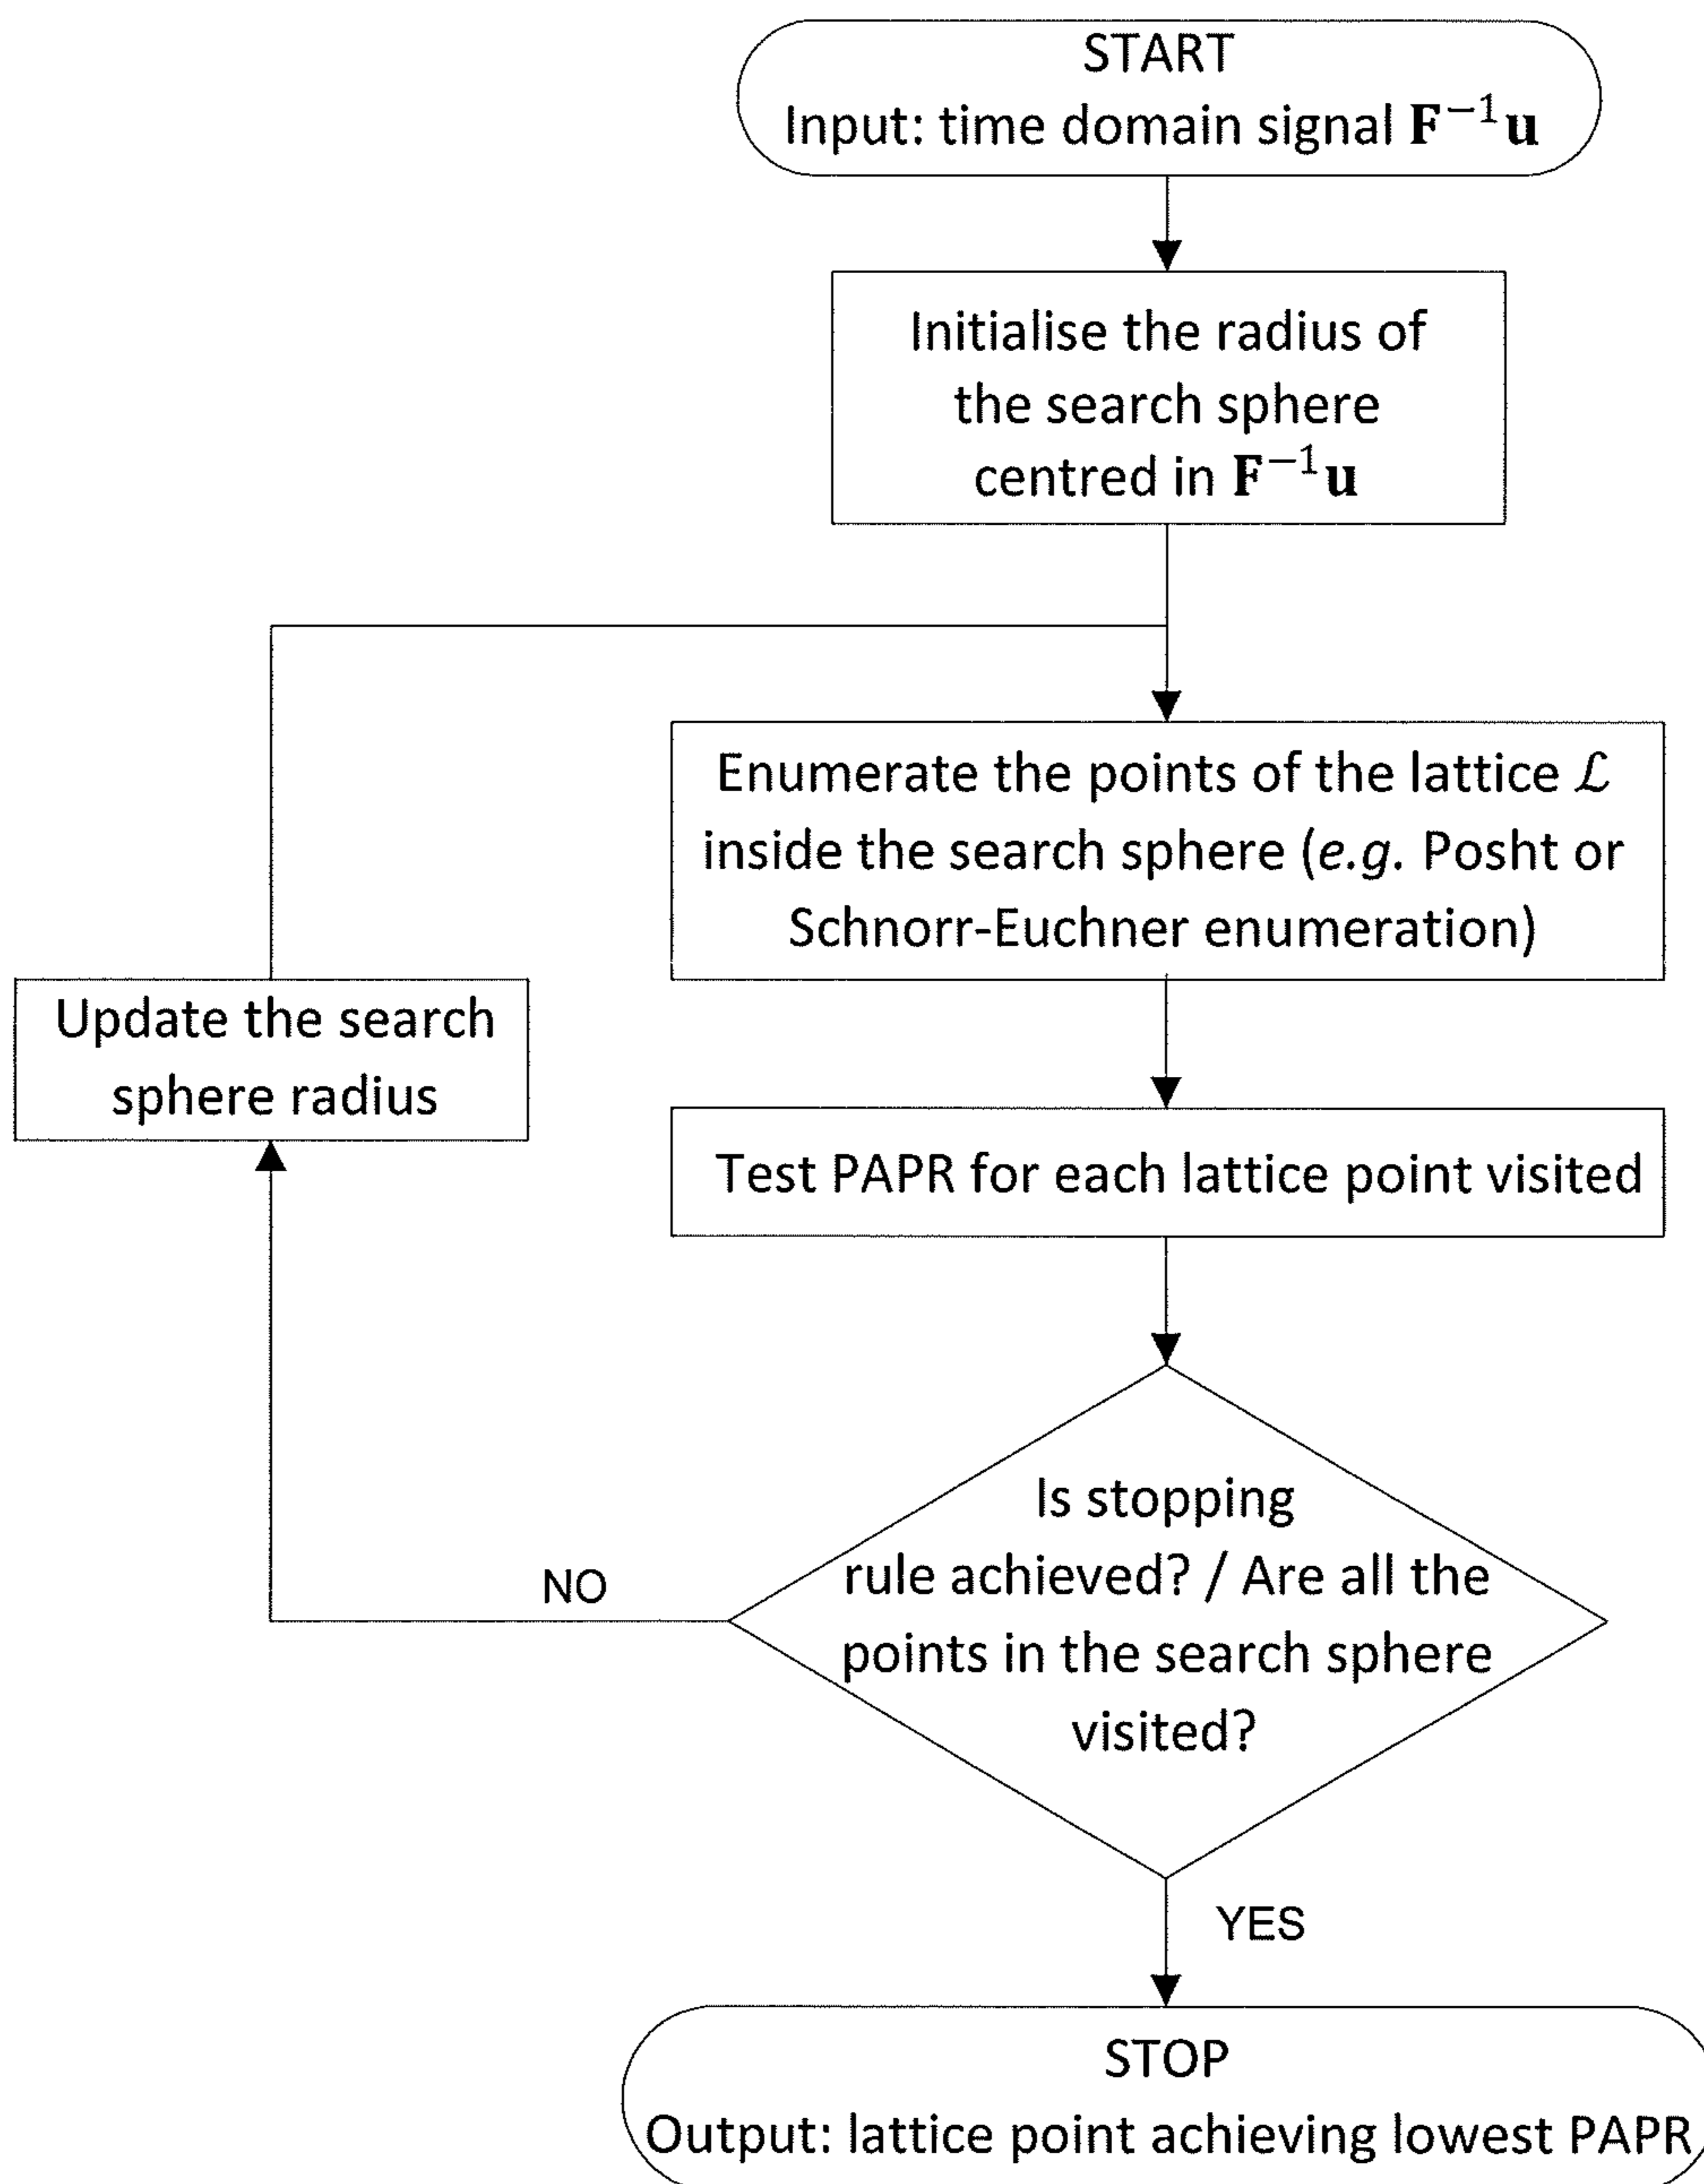 START
Input: time domain signal 𝐅⁻¹𝐮
Initialise the radius of
the search sphere
centred in 𝐅⁻¹𝐮
Enumerate the points of the lattice ℒ
inside the search sphere (e.g. Posht or
Schnorr-Euchner enumeration)
Update the search
sphere radius
Test PAPR for each lattice point visited
Is stopping
rule achieved? / Are all the
points in the search sphere
visited?
NO
YES
STOP
Output: lattice point achieving lowest PAPR